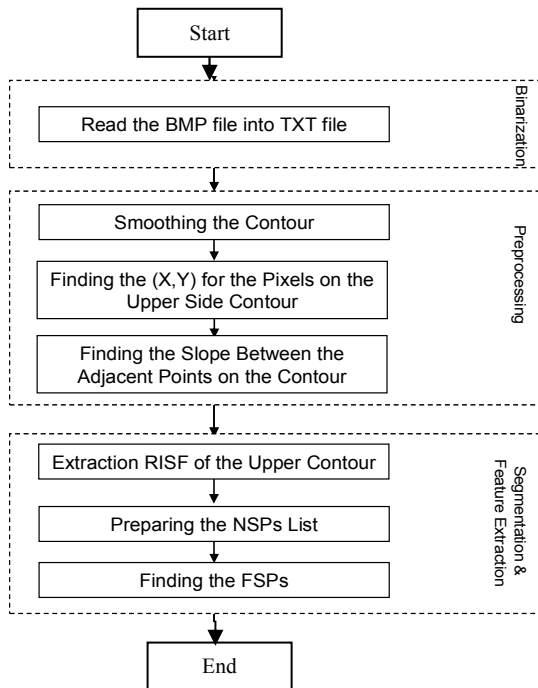 Start
Binarization
Read the BMP file into TXT file
Preprocessing
Smoothing the Contour
Finding the (X,Y) for the Pixels on the
Upper Side Contour
Finding the Slope Between the
Adjacent Points on the Contour
Segmentation &
Feature Extraction
Extraction RISF of the Upper Contour
Preparing the NSPs List
Finding the FSPs
End